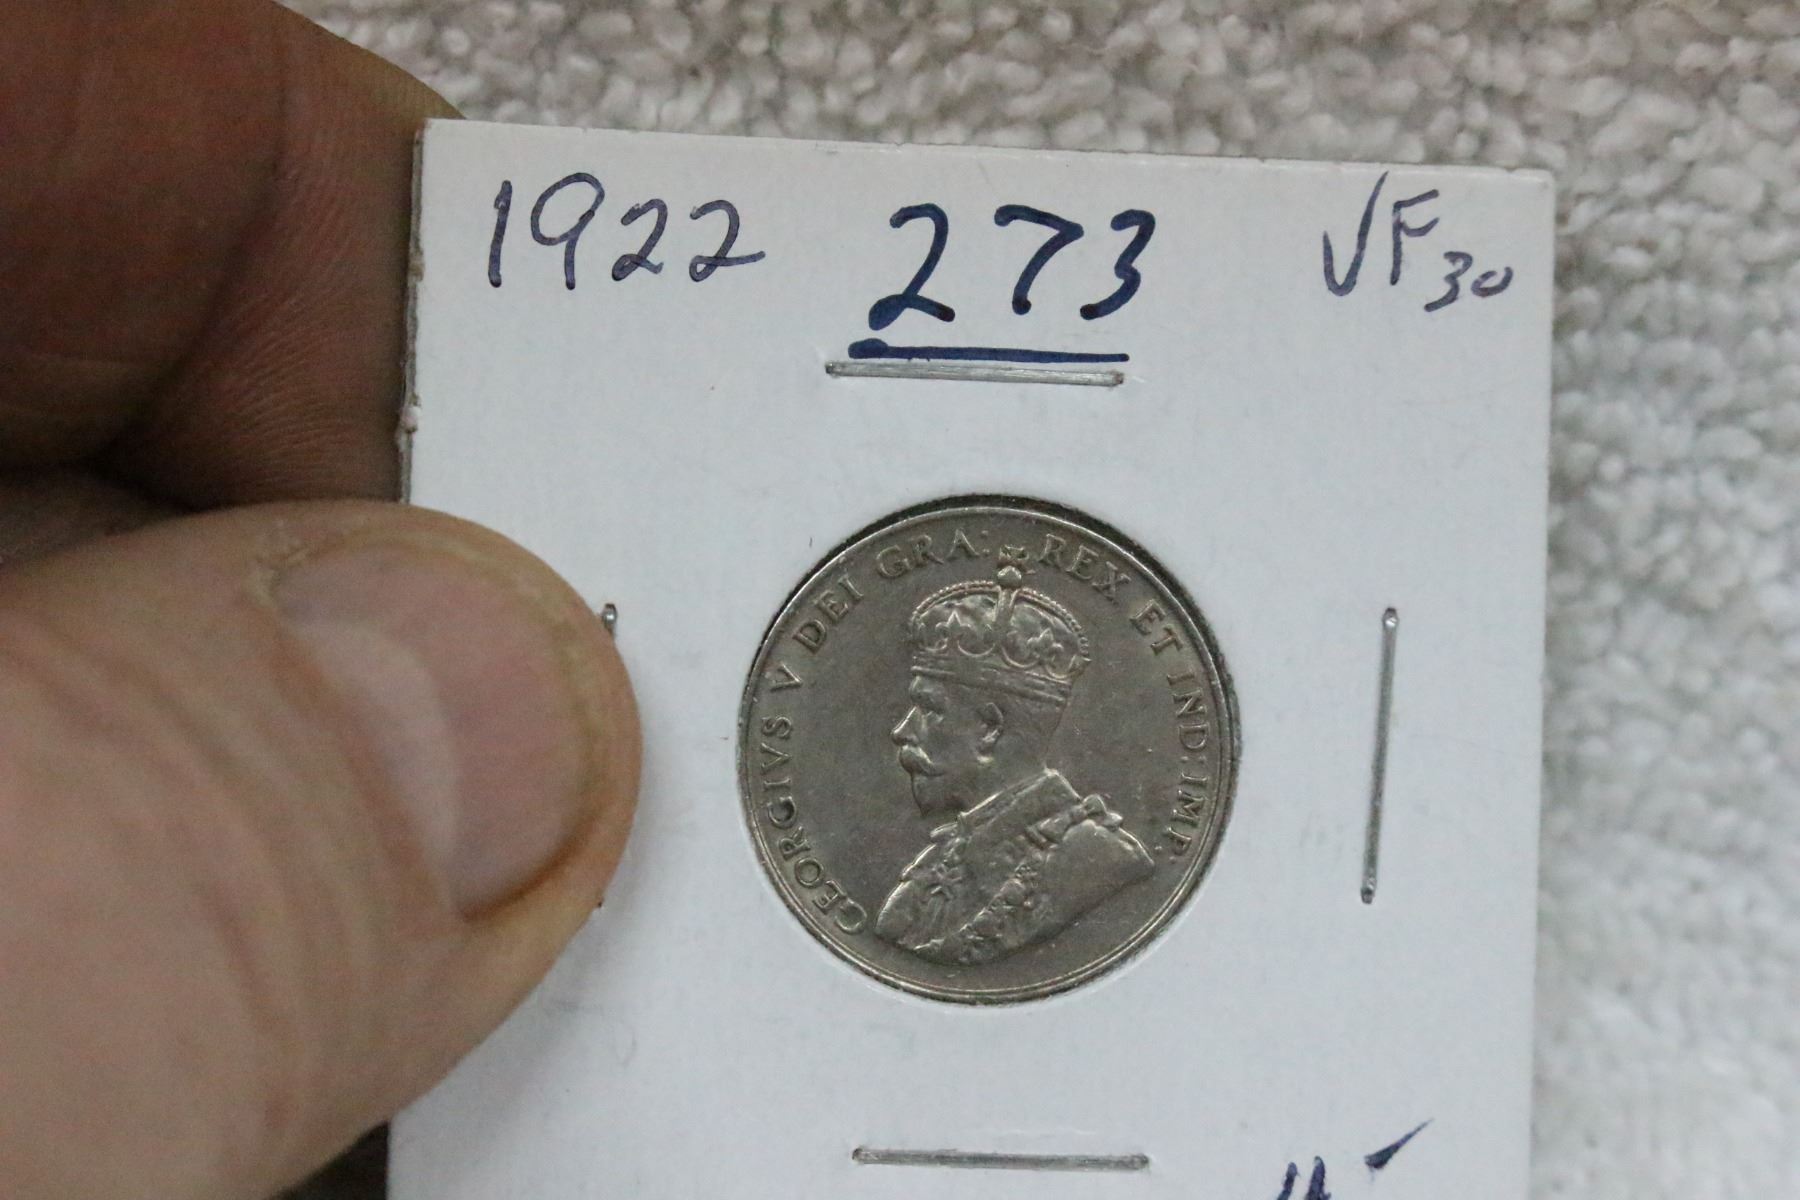 1922 273 VF30
GEORGIVS V DEI GRA: REX ET IND: IMP: